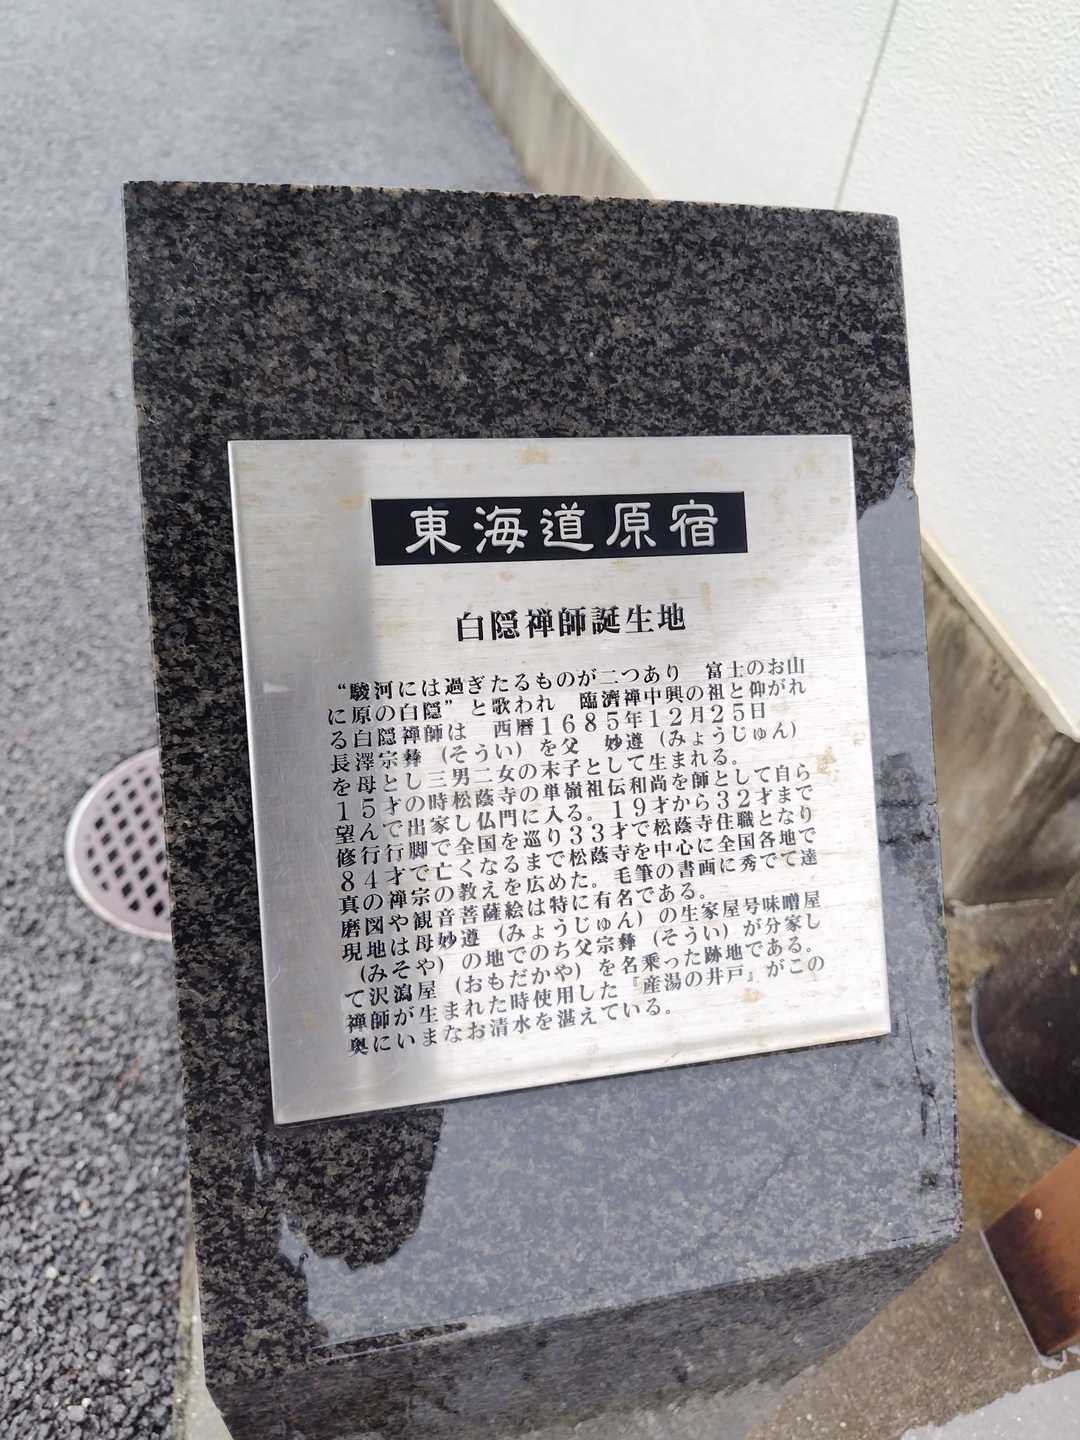 東海道原宿
白隠禅師誕生地
“駿河には過ぎたるものが二つあり　富士のお山
に原の白隠”と歌われ　臨濟禅中興の祖と仰がれ
る白隠禅師は　西暦１６８５年１２月２５日
長澤宗彝（そうい）を父　妙遵（みょうじゅん）
を母とし三男二女の末子として生まれる。
１５才の時松蔭寺の単嶺祖伝和尚を師として自ら
望んで出家し仏門に入る。１９才から３２才まで
修行行脚で全国を巡り３３才で松蔭寺住職となり
８４才で亡くなるまで松蔭寺を中心に全国各地で
真の禅宗の教えを広めた。毛筆の書画に秀でて達
磨図や観音菩薩絵は特に有名である。
現地は母妙遵（みょうじゅん）の生家屋号味噌屋
（みそや）の地でのち父宗彝（そうい）が分家し
て沢瀉屋（おもだかや）を名乗った跡地である。
禅師が生まれた時使用した『産湯の井戸』がこの
奥にいまなお清水を湛えている。